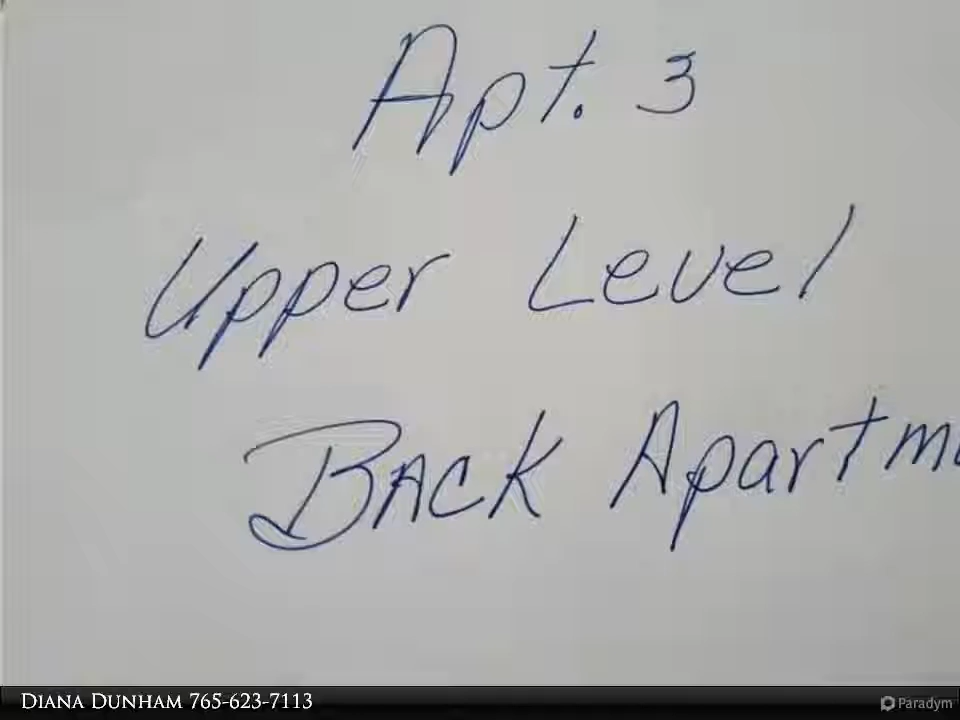 Apt. 3
Upper Level
Back Apartm
DIANA DUNHAM 765-623-7113
Paradym